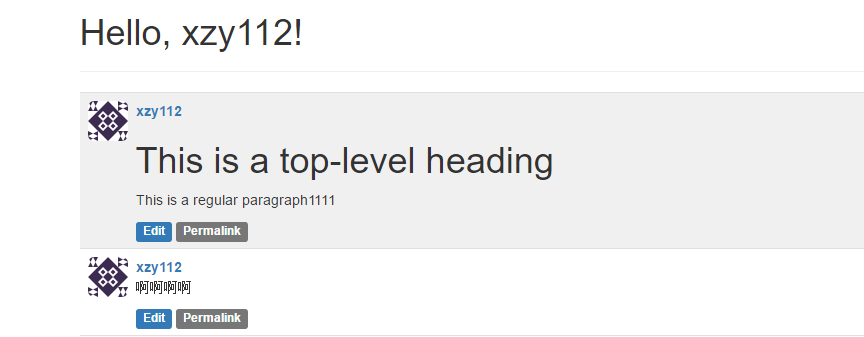 Hello, xzy112!
xzy112
This is a top-level heading
This is a regular paragraph1111
Edit Permalink
xzy112
啊啊啊啊
Edit Permalink